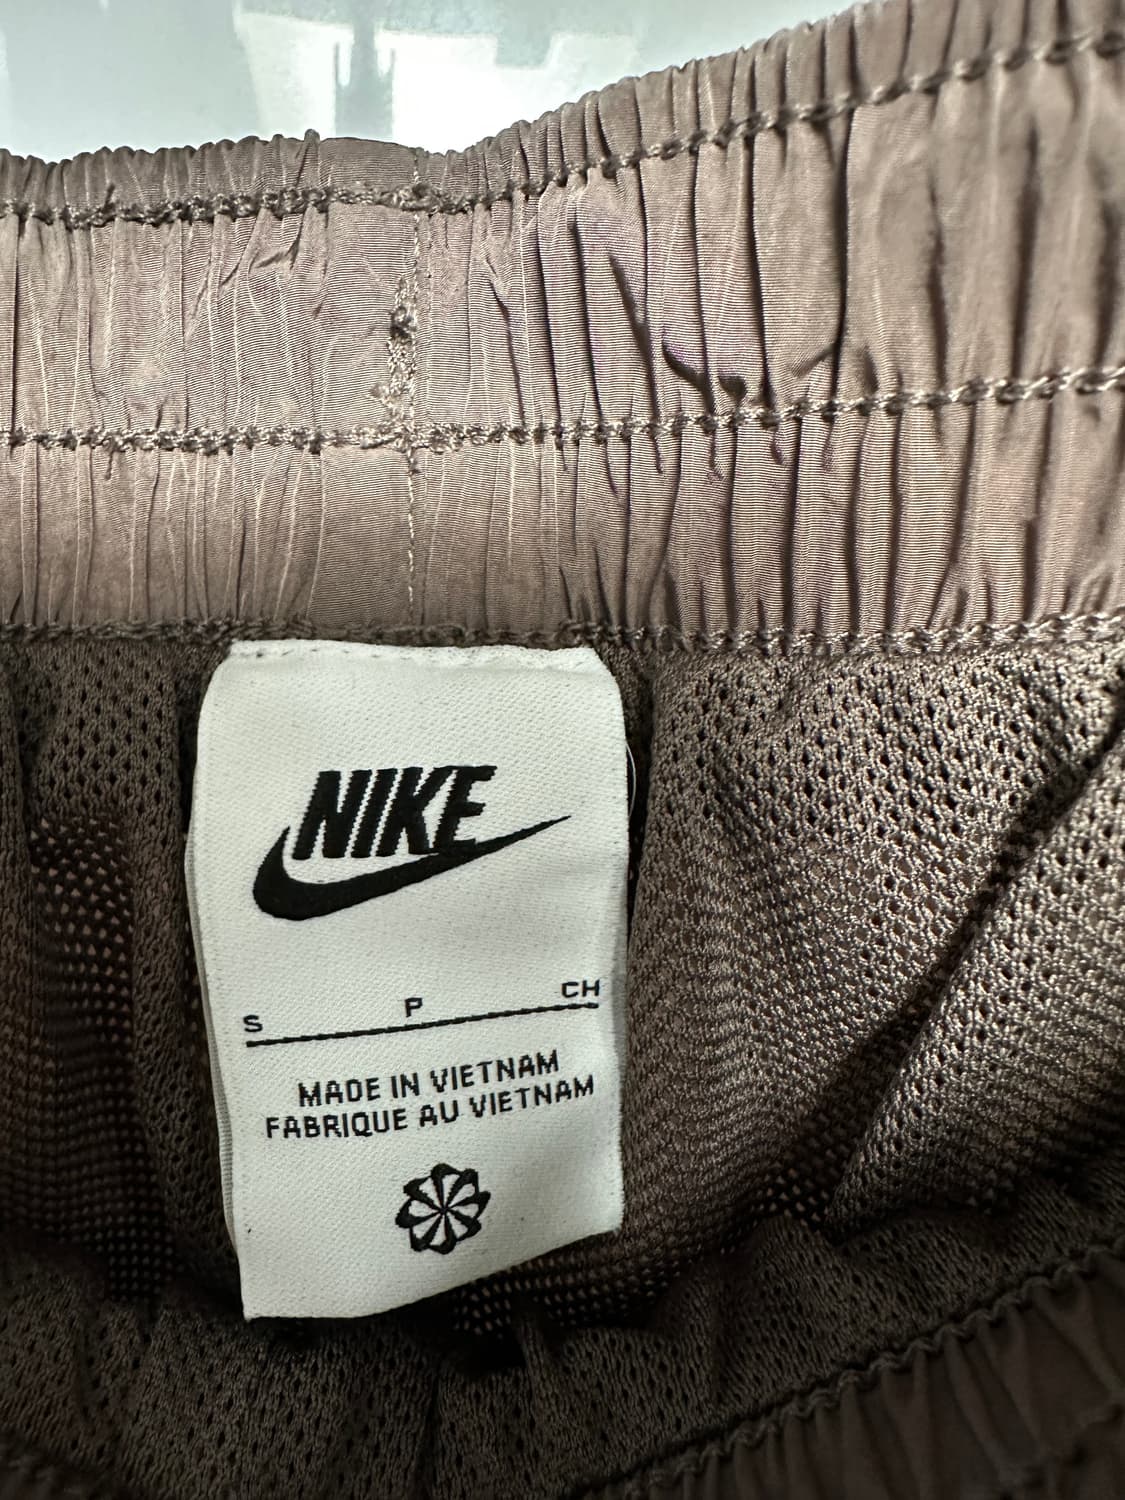 NIKE
S P CH
MADE IN VIETNAM
FABRIQUE AU VIETNAM